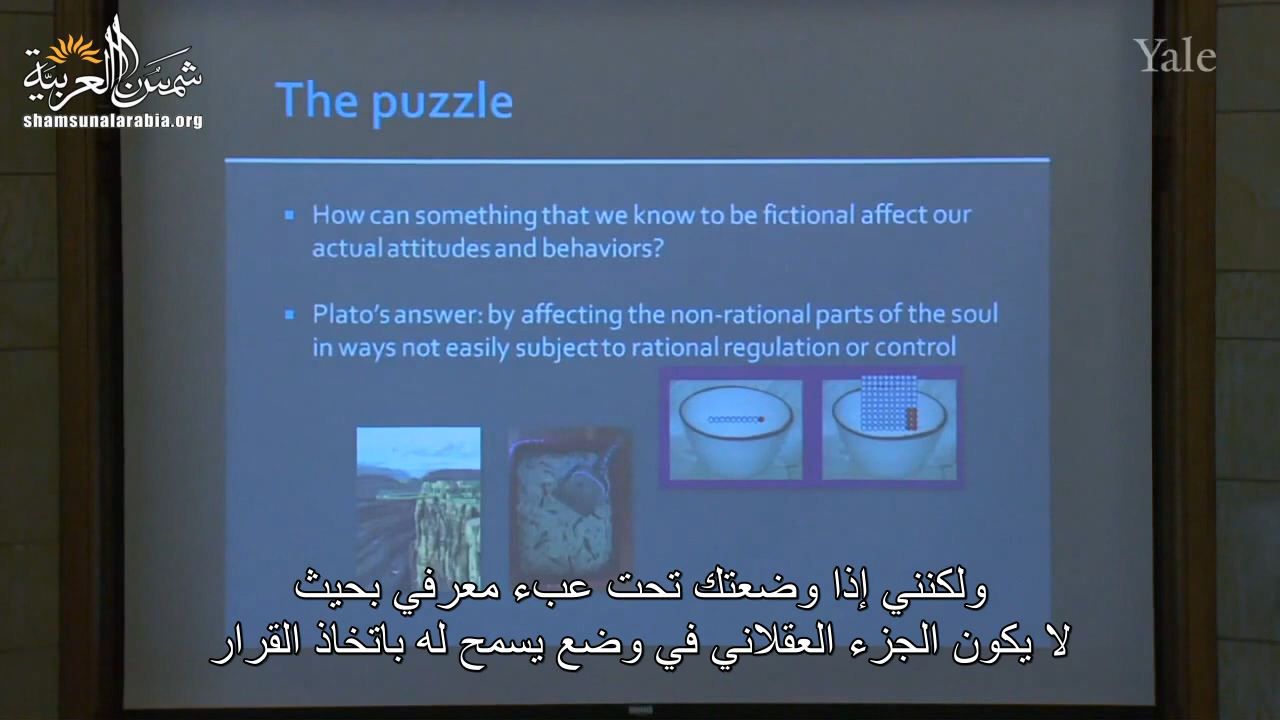 شمس العربية
shamsunalarabia.org
Yale
The puzzle
How can something that we know to be fictional affect our
actual attitudes and behaviors?
Plato's answer: by affecting the non-rational parts of the soul
in ways not easily subject to rational regulation or control
ولكنني إذا وضعتك تحت عبء معرفي بحيث
لا يكون الجزء العقلاني في وضع يسمح له باتخاذ القرار